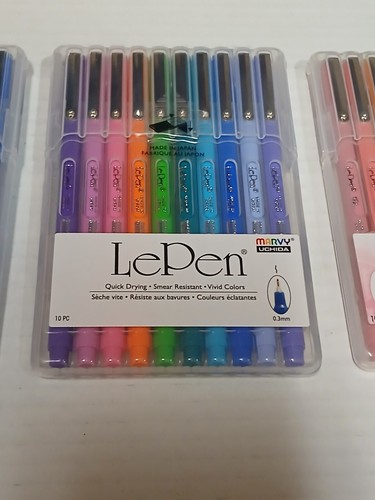 MADE IN JAPAN
FABRIQUÉ AU JAPON
LePen®
MARVY®
UCHIDA
Quick Drying • Smear Resistant • Vivid Colors
Sèche vite • Résiste aux bavures • Couleurs éclatantes
10 PC
0.3mm